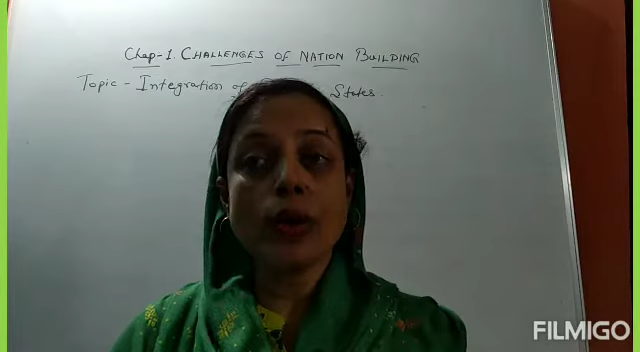 Chap-1. CHALLENGES OF NATION BUILDING
Topic - Integration of States.
FILMIGO